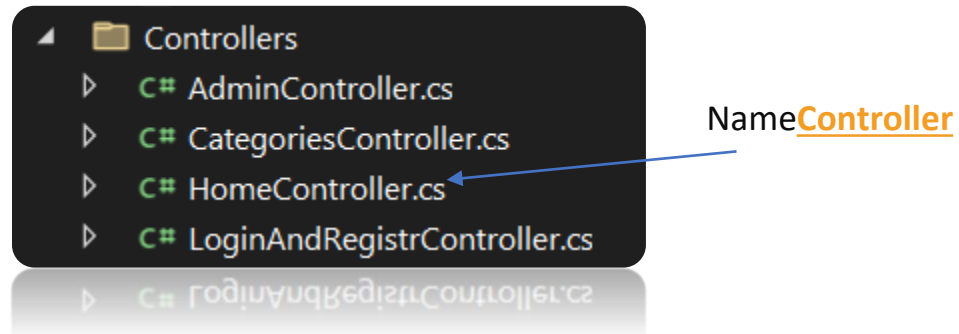 Controllers
C# AdminController.cs
C# CategoriesController.cs
C# HomeController.cs
C# LoginAndRegistrController.cs
NameController